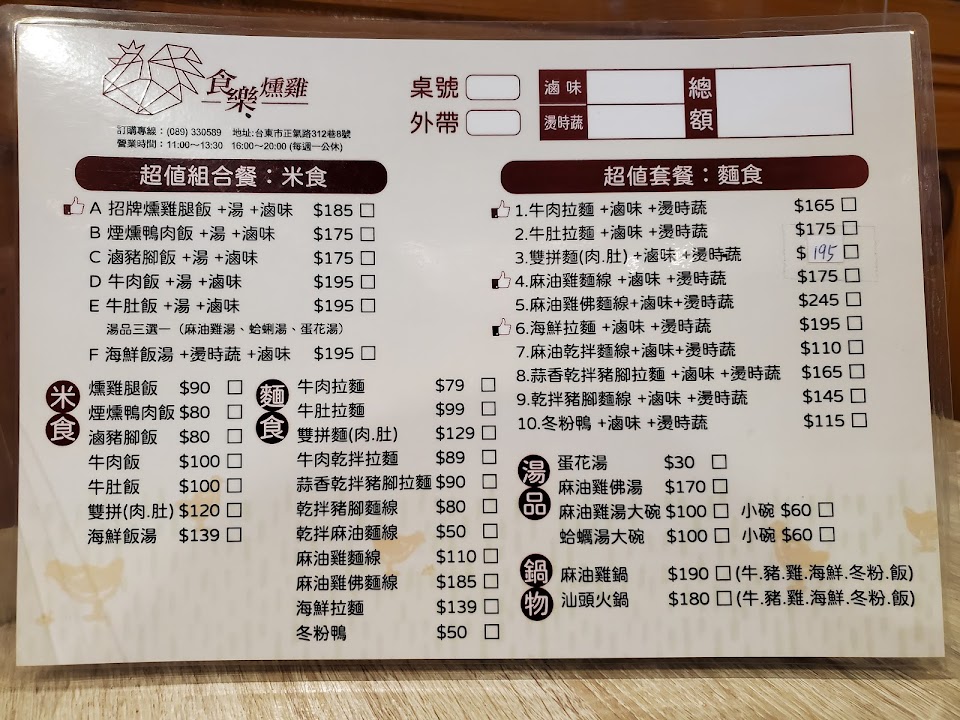 食樂燻雞
訂購專線：(089) 330589　地址:台東市正氣路312巷8號
營業時間：11:00～13:30　16:00～20:00 (每週一公休)
桌號
外帶
滷味
燙時蔬
總額
超值組合餐：米食
A 招牌燻雞腿飯 +湯 +滷味 $185 □
B 煙燻鴨肉飯 +湯 +滷味 $175 □
C 滷豬腳飯 +湯 +滷味 $175 □
D 牛肉飯 +湯 +滷味 $195 □
E 牛肚飯 +湯 +滷味 $195 □
湯品三選一（麻油雞湯、蛤蜊湯、蛋花湯）
F 海鮮飯湯 +燙時蔬 +滷味 $195 □
超值套餐：麵食
1.牛肉拉麵 +滷味 +燙時蔬 $165 □
2.牛肚拉麵 +滷味 +燙時蔬 $175 □
3.雙拼麵(肉.肚) +滷味 +燙時蔬 $ 195 □
4.麻油雞麵線 +滷味 +燙時蔬 $175 □
5.麻油雞佛麵線+滷味+燙時蔬 $245 □
6.海鮮拉麵 +滷味 +燙時蔬 $195 □
7.麻油乾拌麵線+滷味+燙時蔬 $110 □
8.蒜香乾拌豬腳拉麵 +滷味 +燙時蔬 $165 □
9.乾拌豬腳麵線 +滷味 +燙時蔬 $145 □
10.冬粉鴨 +滷味 +燙時蔬 $115 □
米食
燻雞腿飯 $90 □
煙燻鴨肉飯 $80 □
滷豬腳飯 $80 □
牛肉飯 $100 □
牛肚飯 $100 □
雙拼(肉.肚) $120 □
海鮮飯湯 $139 □
麵食
牛肉拉麵 $79 □
牛肚拉麵 $99 □
雙拼麵(肉.肚) $129 □
牛肉乾拌拉麵 $89 □
蒜香乾拌豬腳拉麵 $90 □
乾拌豬腳麵線 $80 □
乾拌麻油麵線 $50 □
麻油雞麵線 $110 □
麻油雞佛麵線 $185 □
海鮮拉麵 $139 □
冬粉鴨 $50 □
湯品
蛋花湯 $30 □
麻油雞佛湯 $170 □
麻油雞湯大碗 $100 □ 小碗 $60 □
蛤蠣湯大碗 $100 □ 小碗 $60 □
鍋物
麻油雞鍋 $190 □ (牛.豬.雞.海鮮.冬粉.飯)
汕頭火鍋 $180 □ (牛.豬.雞.海鮮.冬粉.飯)